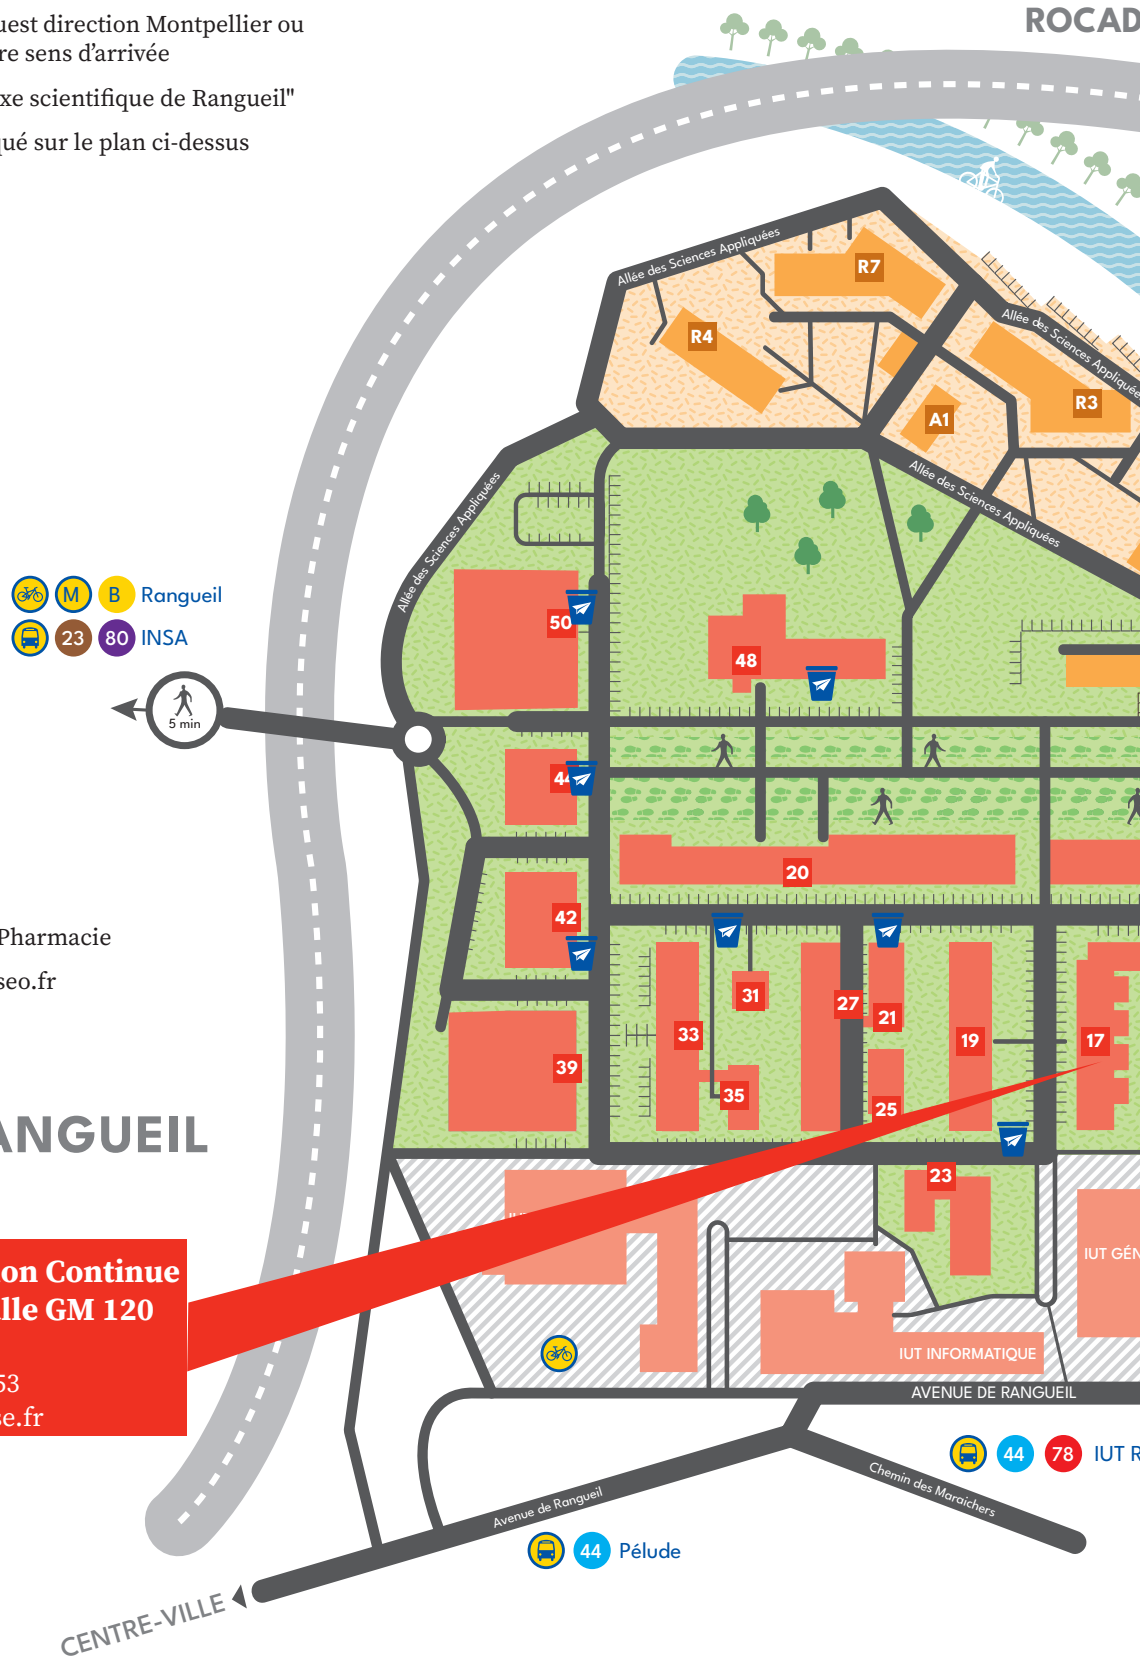 uest direction Montpellier ou
re sens d’arrivée
xe scientifique de Rangueil"
qué sur le plan ci-dessus
ROCAD
Allée des Sciences Appliquées
R7
R4
Allée des Sciences Appliquées
R3
A1
Allée des Sciences Appliquées
Allée des Sciences Appliquées
M B Rangueil
23 80 INSA
5 min
50
48
44
20
42
31
27
21
33
19
17
39
35
25
23
Pharmacie
seo.fr
ANGUEIL
on Continue
lle GM 120
53
se.fr
IUT GÉN
IUT INFORMATIQUE
AVENUE DE RANGUEIL
44 78 IUT R
Chemin des Maraichers
Avenue de Rangueil
44 Pélude
CENTRE-VILLE